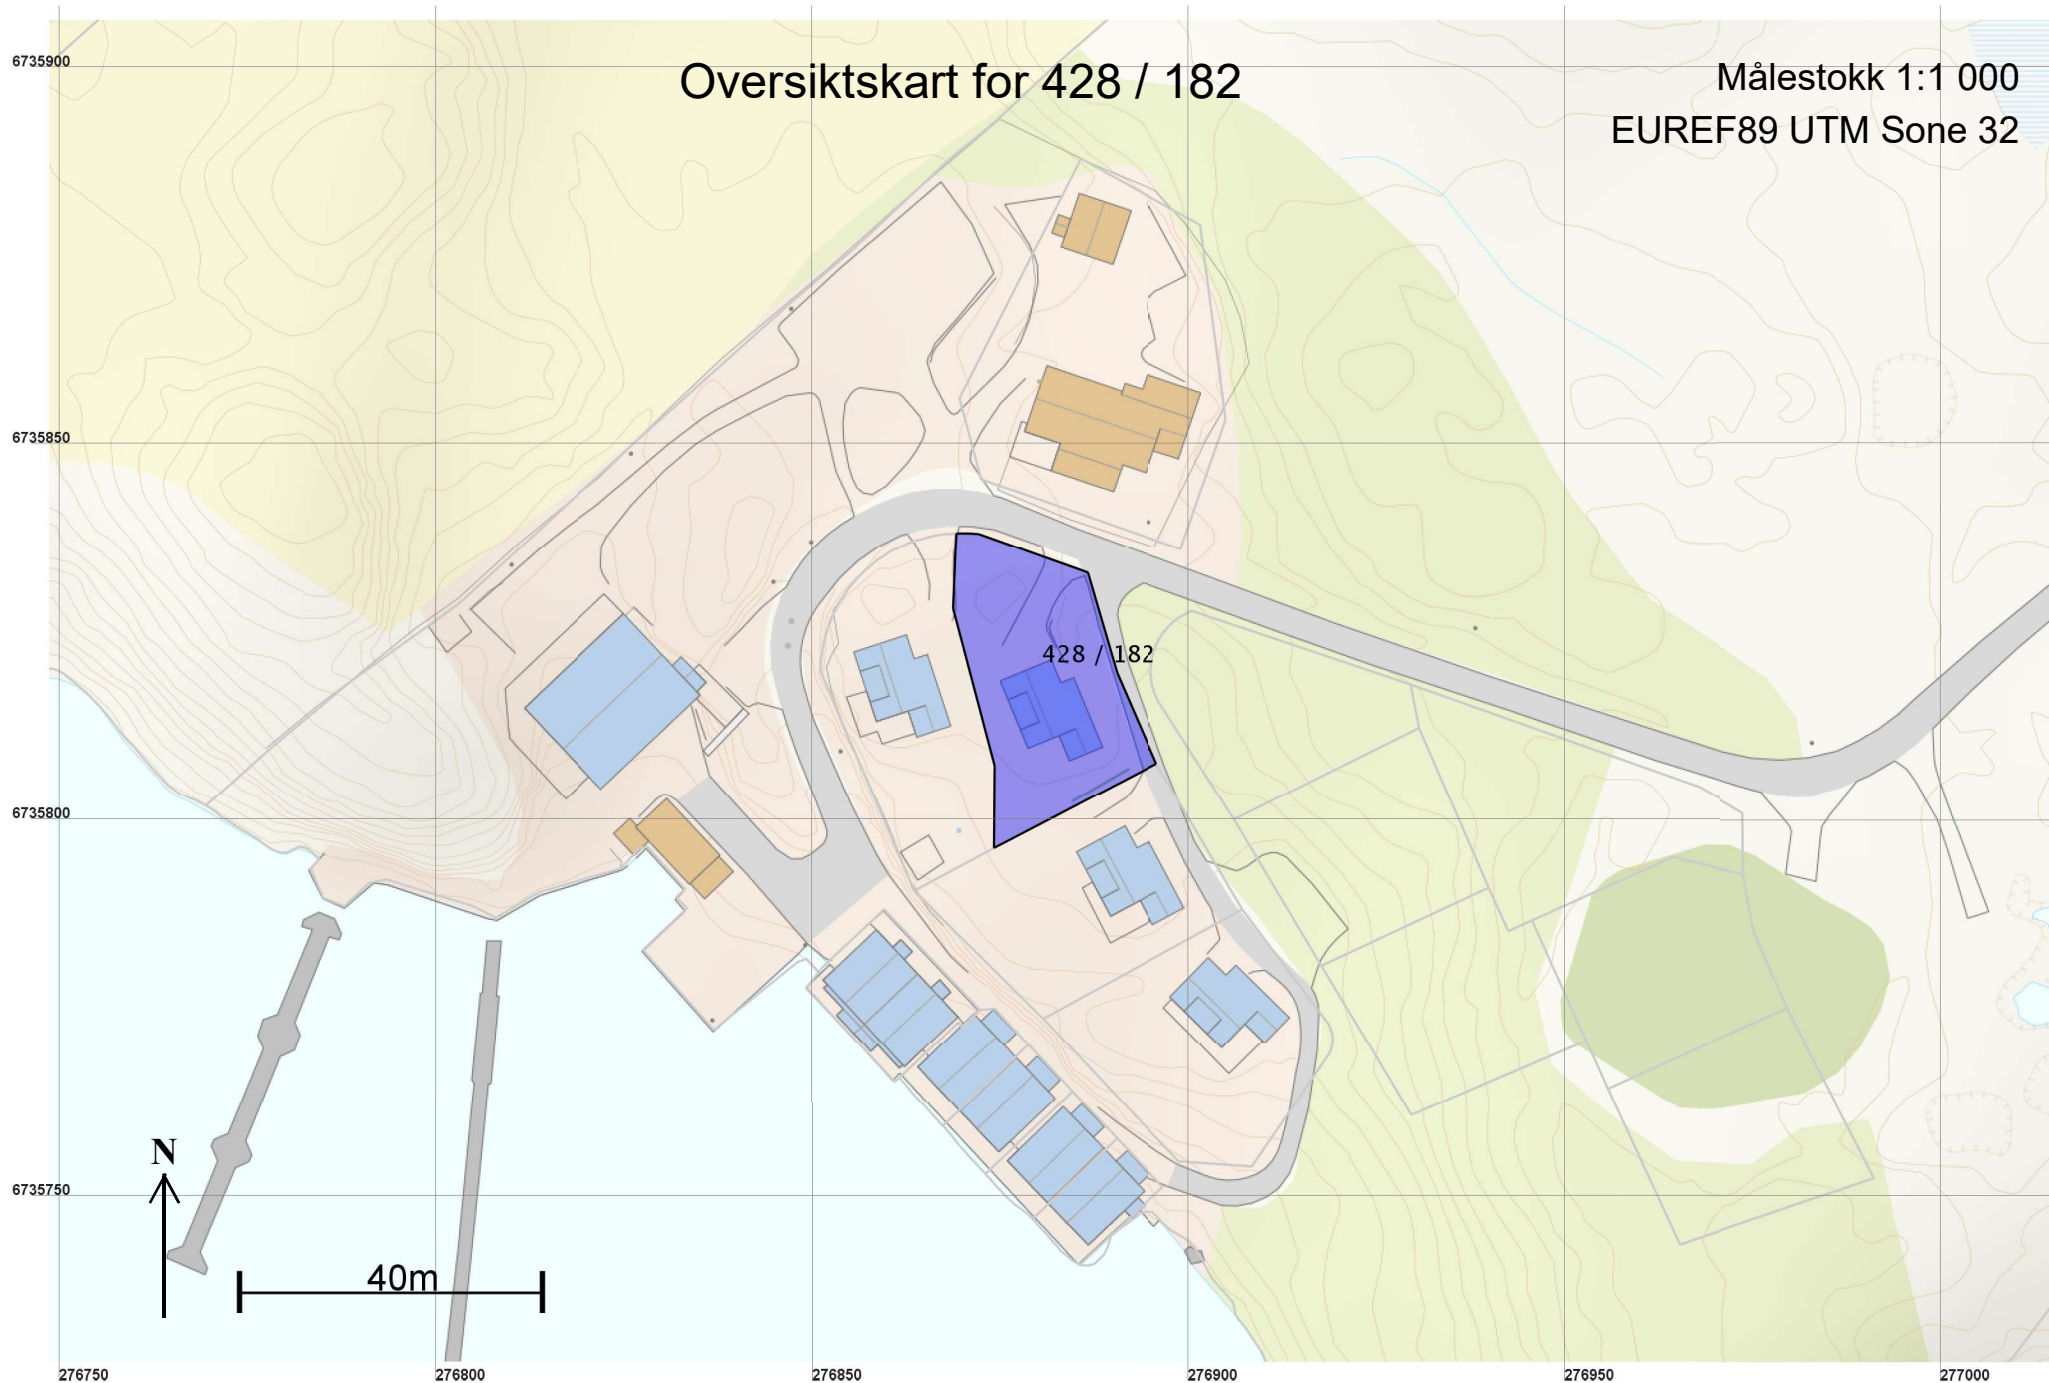 Oversiktskart for 428 / 182
Målestokk 1:1 000
EUREF89 UTM Sone 32
6735900
6735850
428 / 182
6735800
N
6735750
40m
276750
276800
276850
276900
276950
277000